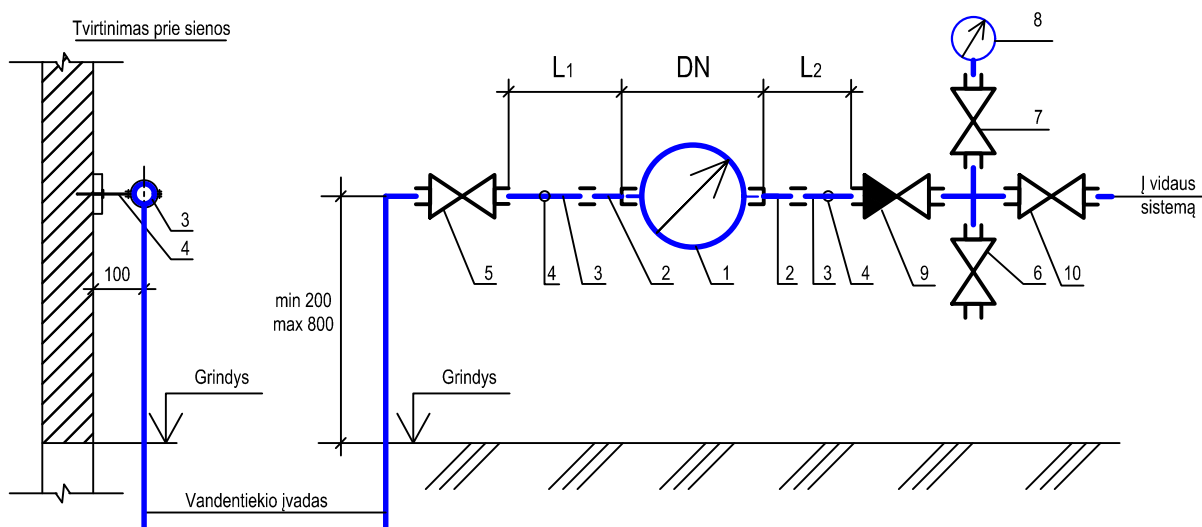 Tvirtinimas prie sienos
L1
DN
L2
8
7
Į vidaus
sistemą
3
4
100
5
4
3
2
1
2
3
4
9
6
10
min 200
max 800
Grindys
Grindys
Vandentiekio įvadas